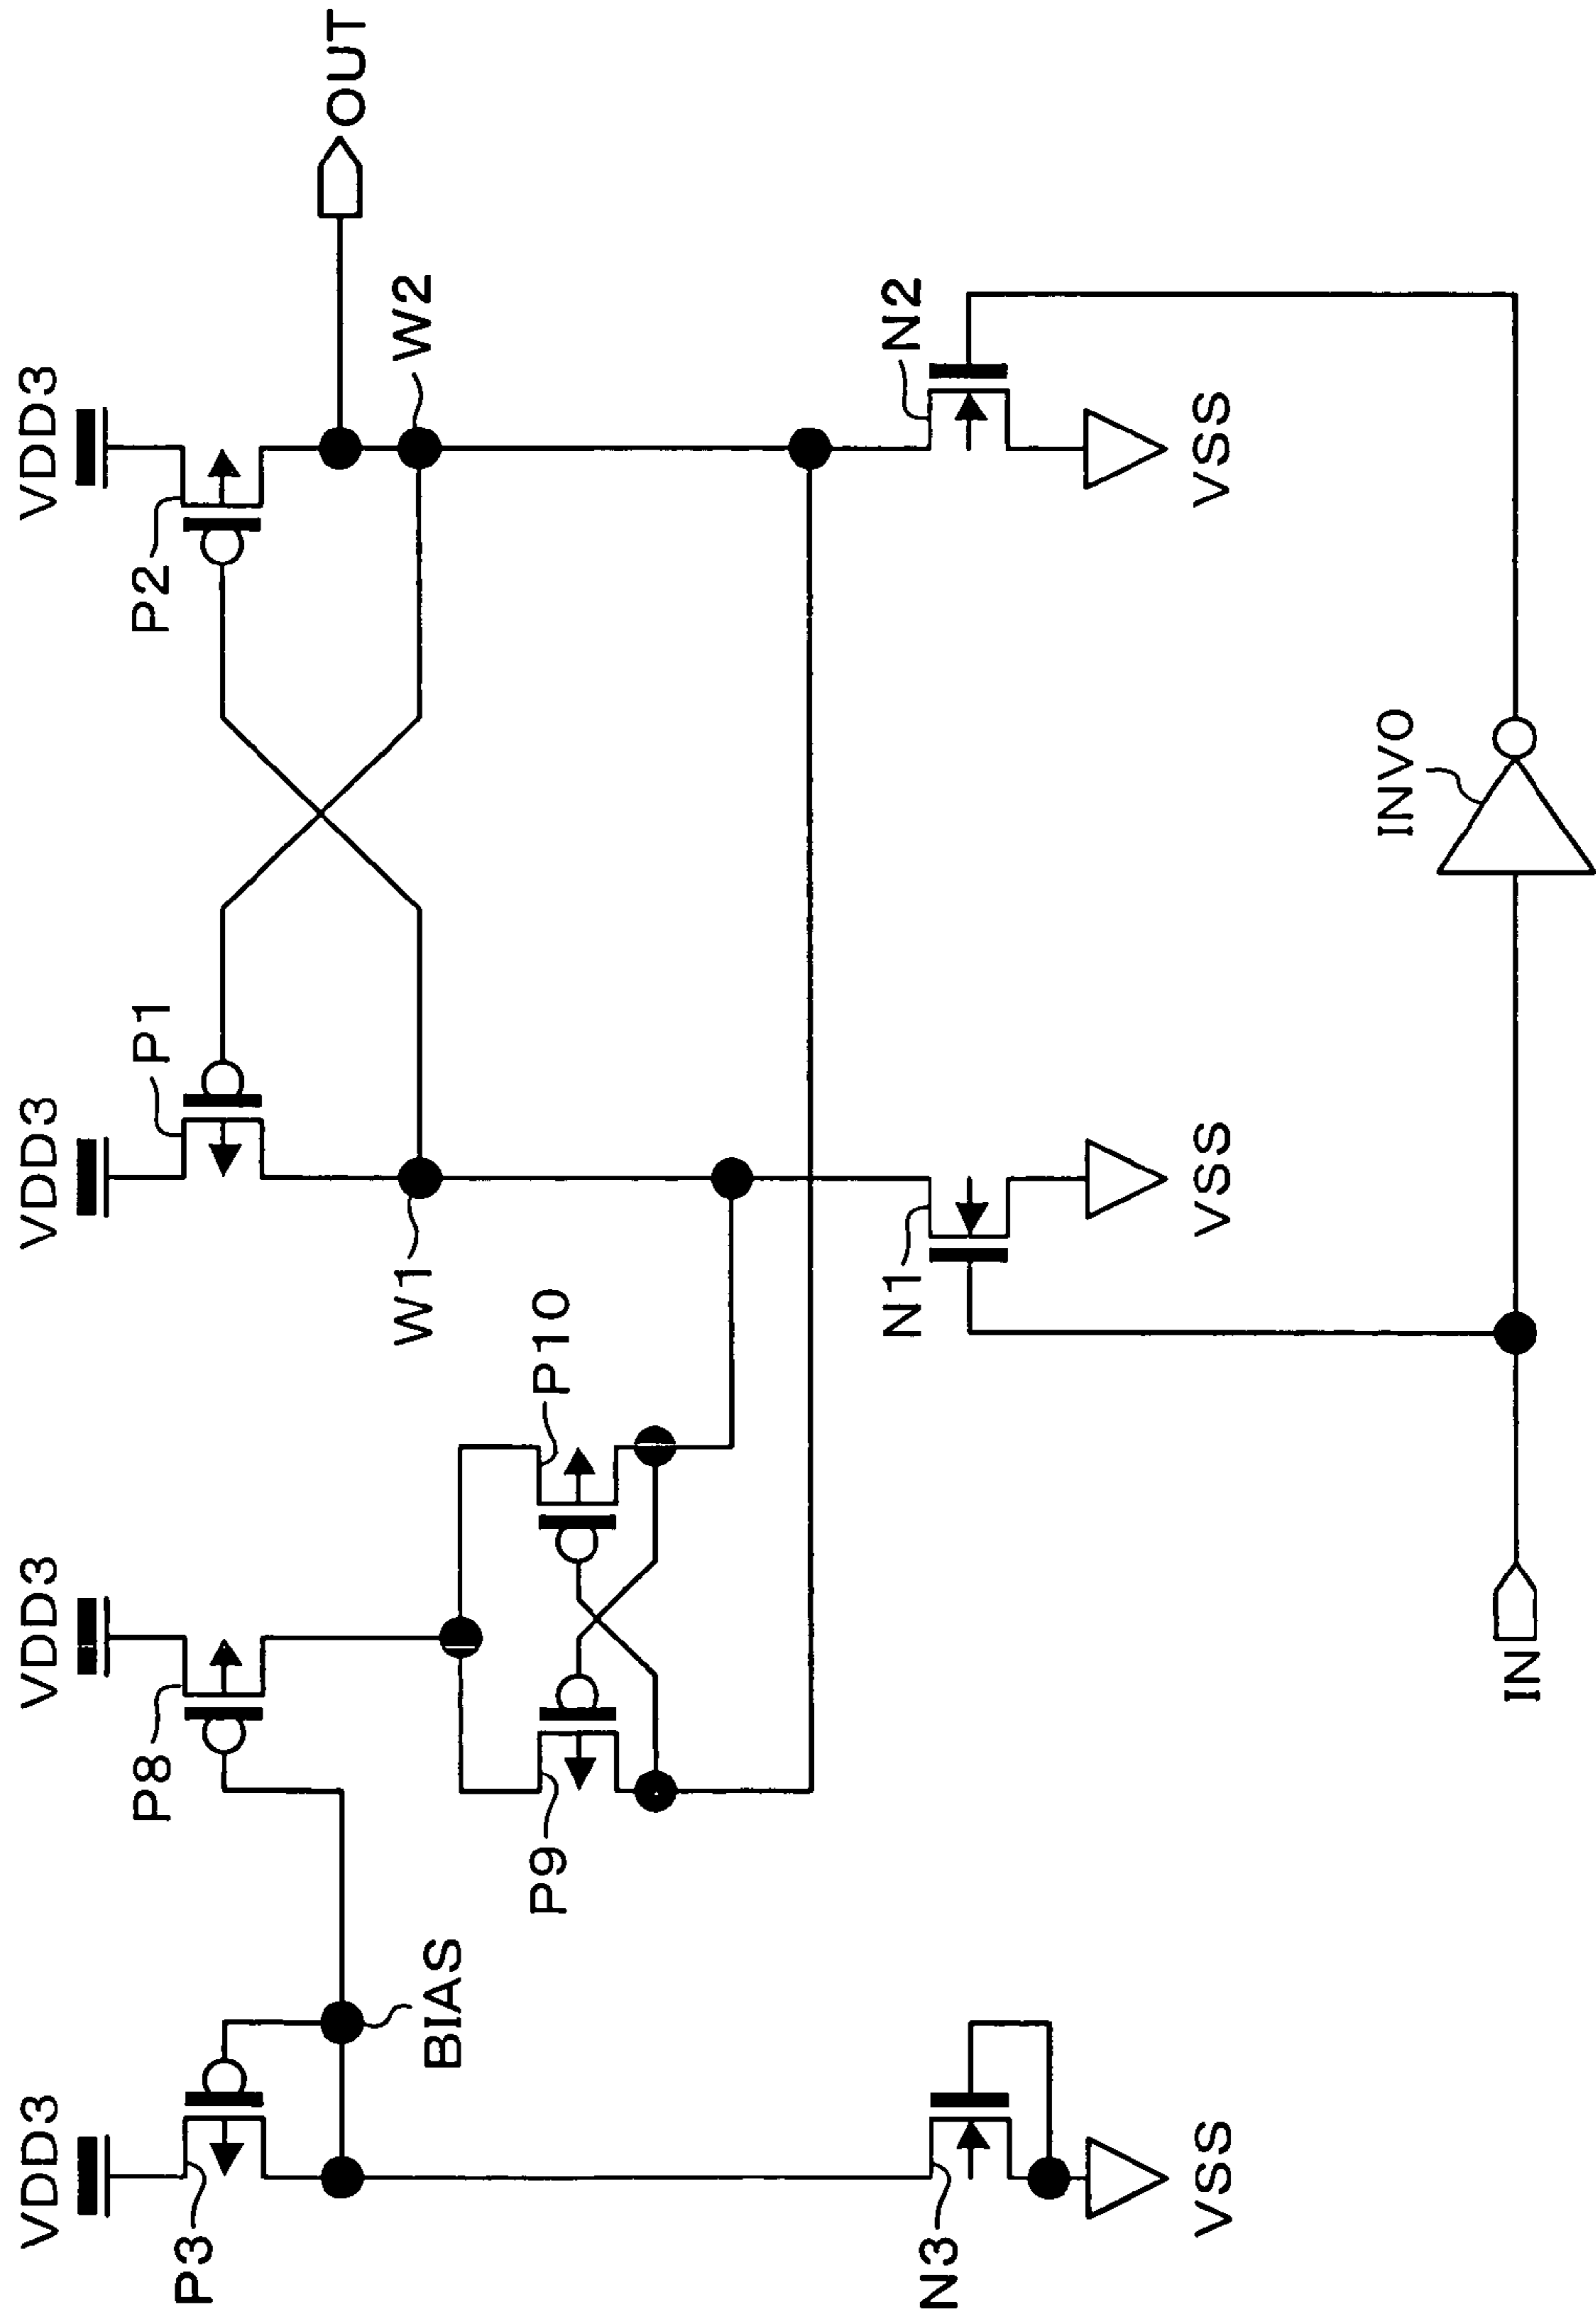 VDD3
VDD3
VDD3
VDD3
P3
P8
P1
P2
OUT
BIAS
W1
W2
P9
P10
N3
N1
N2
VSS
VSS
VSS
INV0
IN